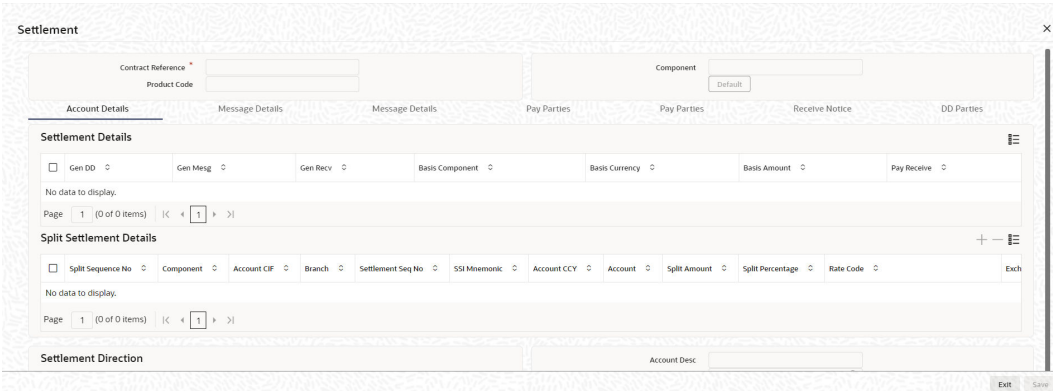 Settlement
Contract Reference *
Component
Product Code
Default
Account Details Message Details Message Details Pay Parties Pay Parties Receive Notice DD Parties
Settlement Details
Gen DD Gen Mesg Gen Recv Basis Component Basis Currency Basis Amount Pay Receive
No data to display.
Page 1 (0 of 0 items) 1
Split Settlement Details
Split Sequence No Component Account CIF Branch Settlement Seq No SSI Mnemonic Account CCY Account Split Amount Split Percentage Rate Code Exch
No data to display.
Page 1 (0 of 0 items) 1
Settlement Direction
Account Desc
Exit Save